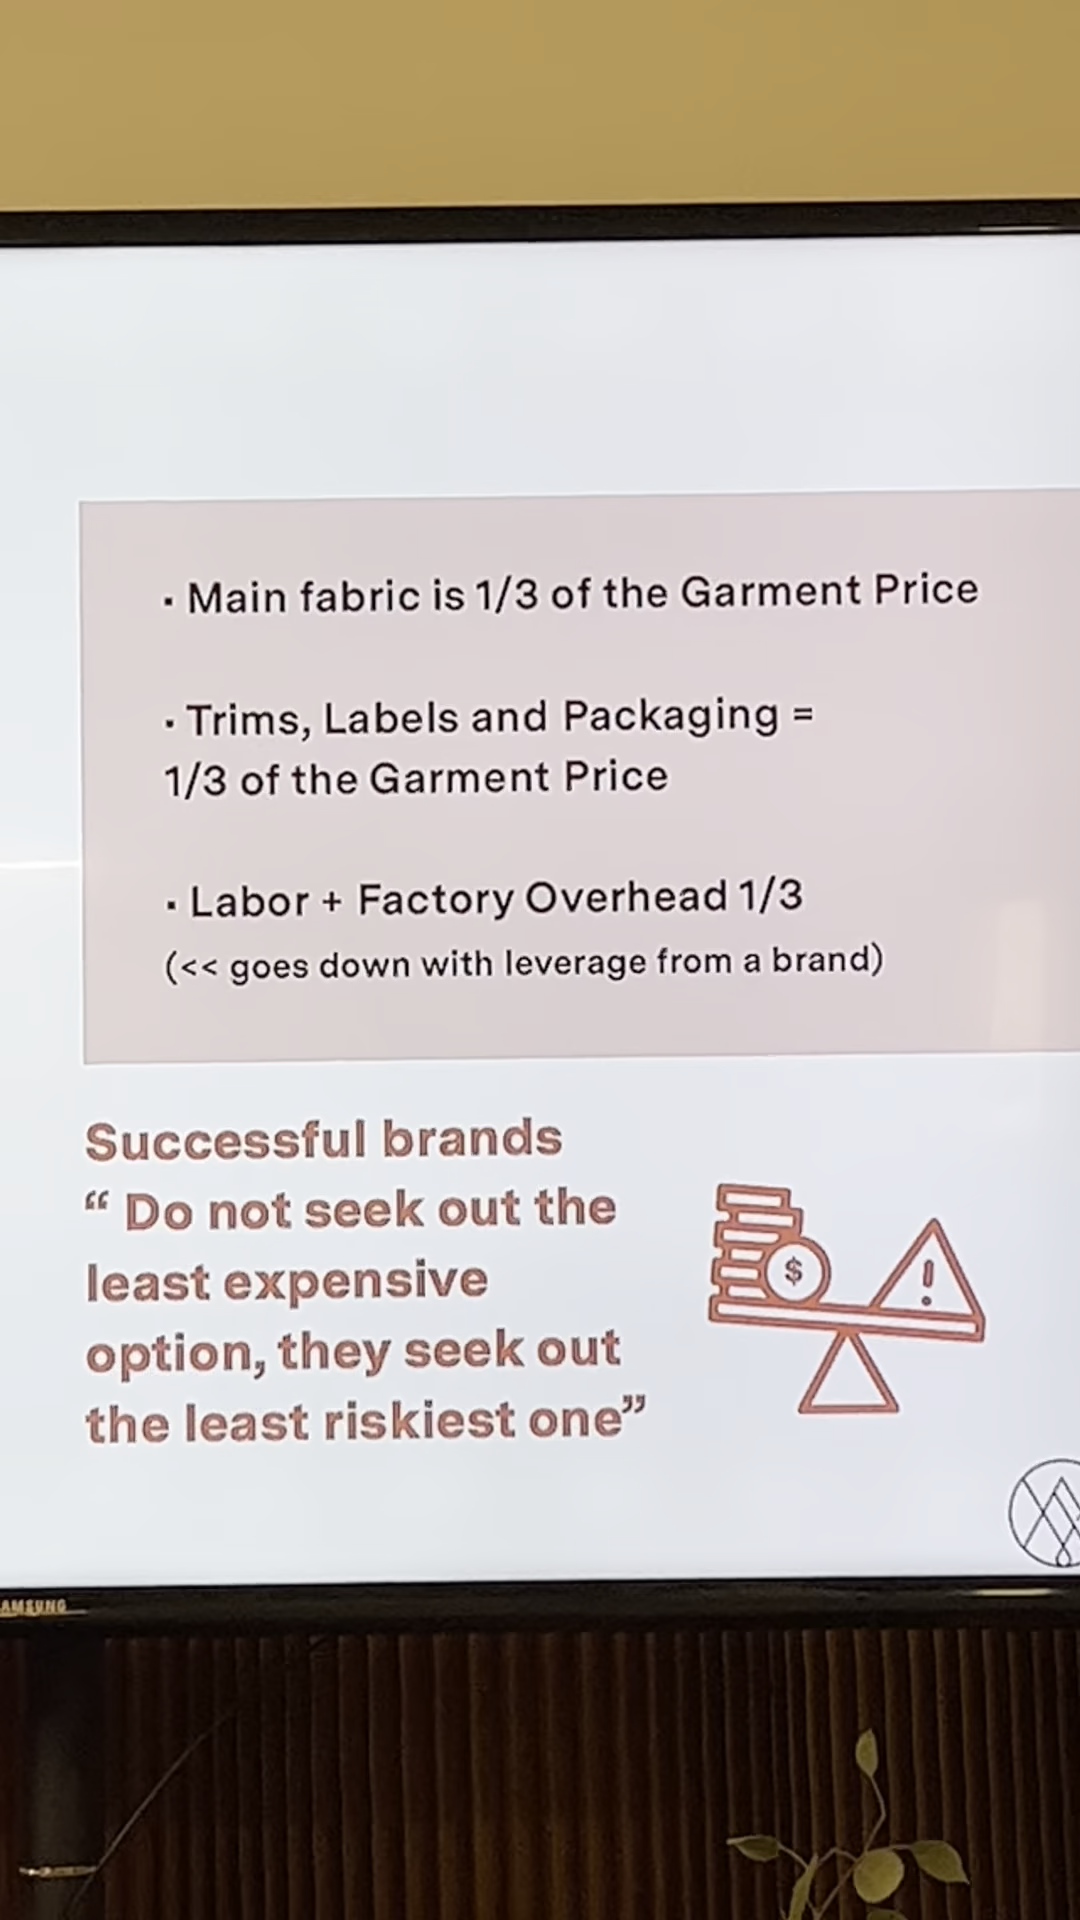 · Main fabric is 1/3 of the Garment Price
· Trims, Labels and Packaging =
1/3 of the Garment Price
· Labor + Factory Overhead 1/3
(<< goes down with leverage from a brand)
Successful brands
“ Do not seek out the
least expensive
option, they seek out
the least riskiest one”
$
!
AMSUNG